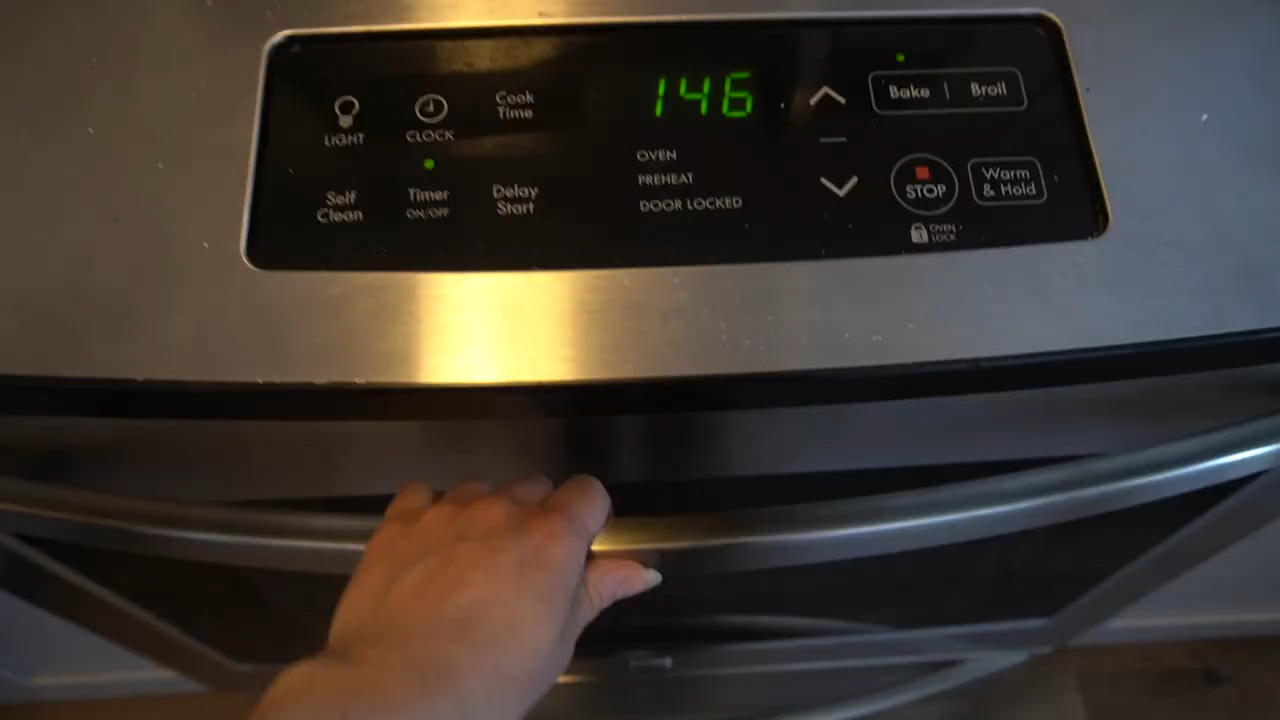 LIGHT
CLOCK
Cook
Time
146
Bake | Broil
OVEN
PREHEAT
DOOR LOCKED
Self
Clean
Timer
ON/OFF
Delay
Start
STOP
Warm
& Hold
OVEN
LOCK